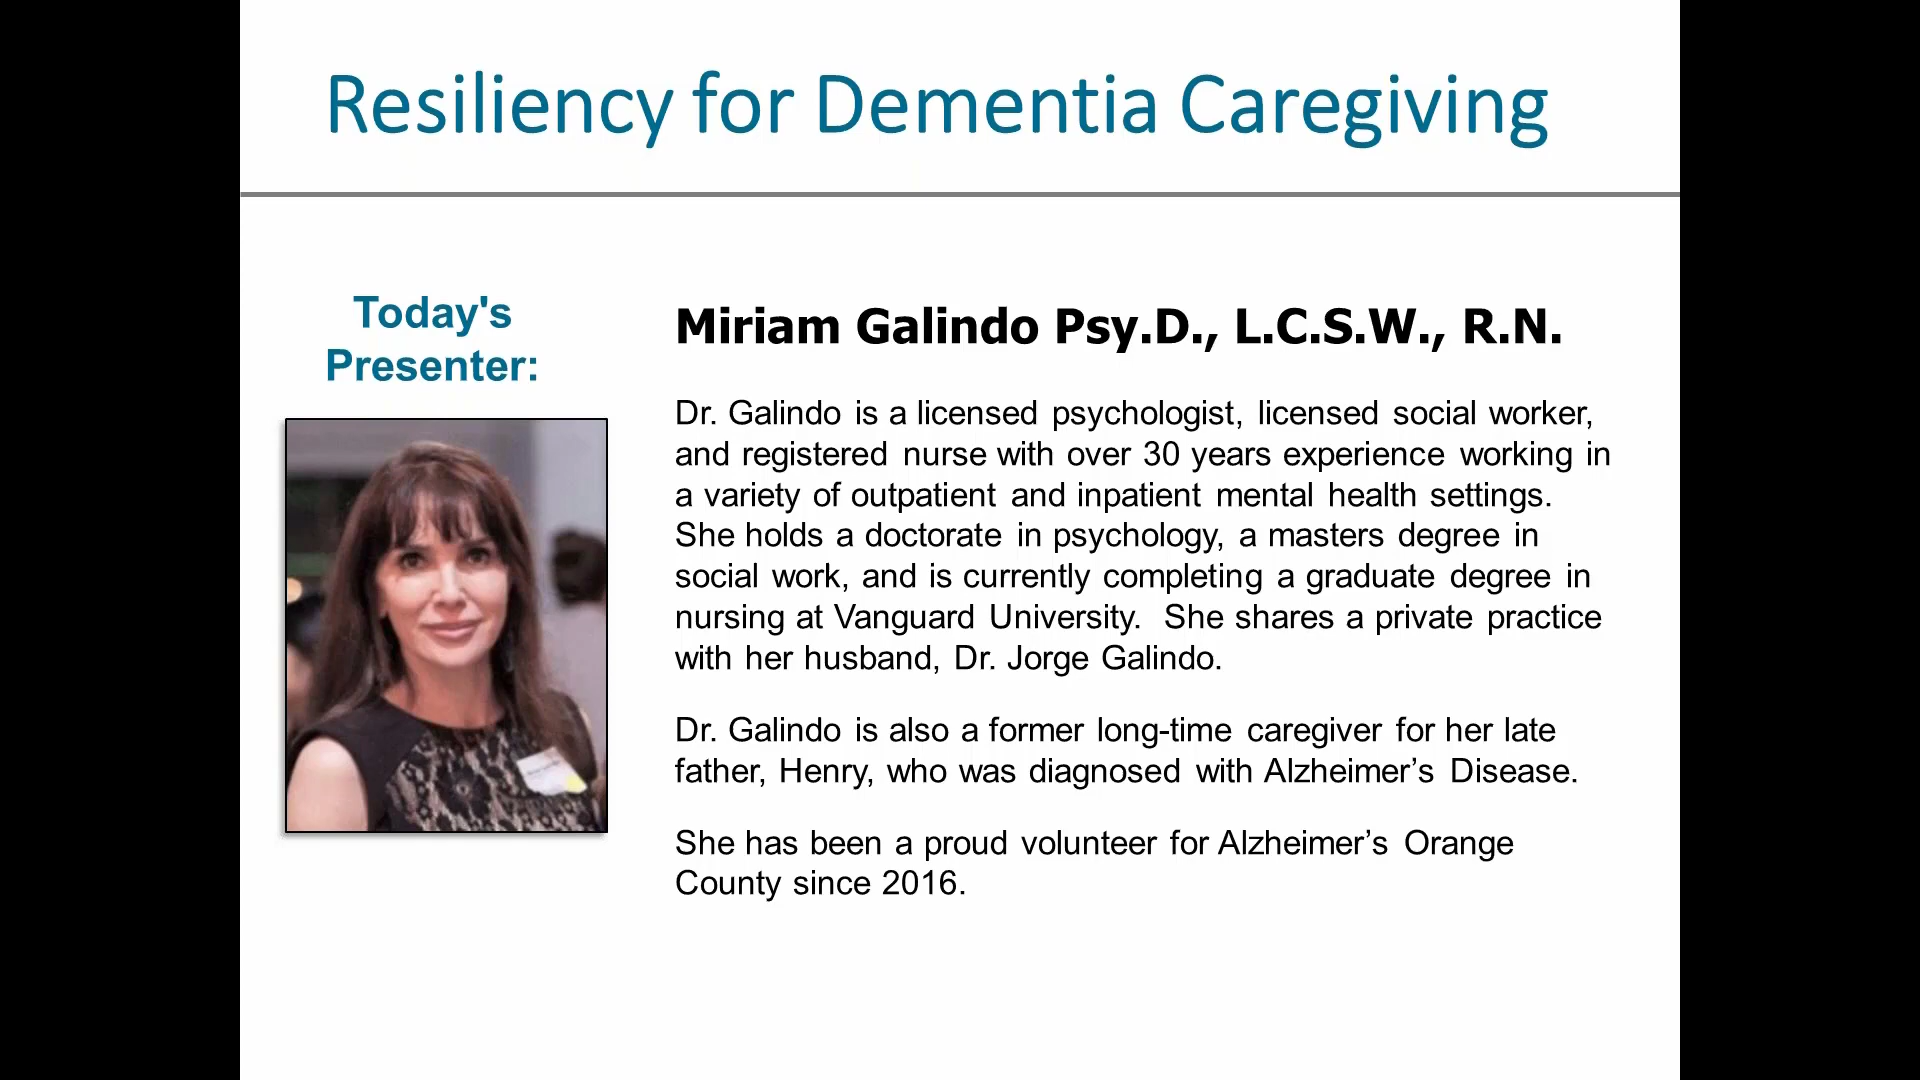 Resiliency for Dementia Caregiving
Today's
Presenter:
Miriam Galindo Psy.D., L.C.S.W., R.N.
Dr. Galindo is a licensed psychologist, licensed social worker,
and registered nurse with over 30 years experience working in
a variety of outpatient and inpatient mental health settings.
She holds a doctorate in psychology, a masters degree in
social work, and is currently completing a graduate degree in
nursing at Vanguard University.  She shares a private practice
with her husband, Dr. Jorge Galindo.
Dr. Galindo is also a former long-time caregiver for her late
father, Henry, who was diagnosed with Alzheimer’s Disease.
She has been a proud volunteer for Alzheimer’s Orange
County since 2016.